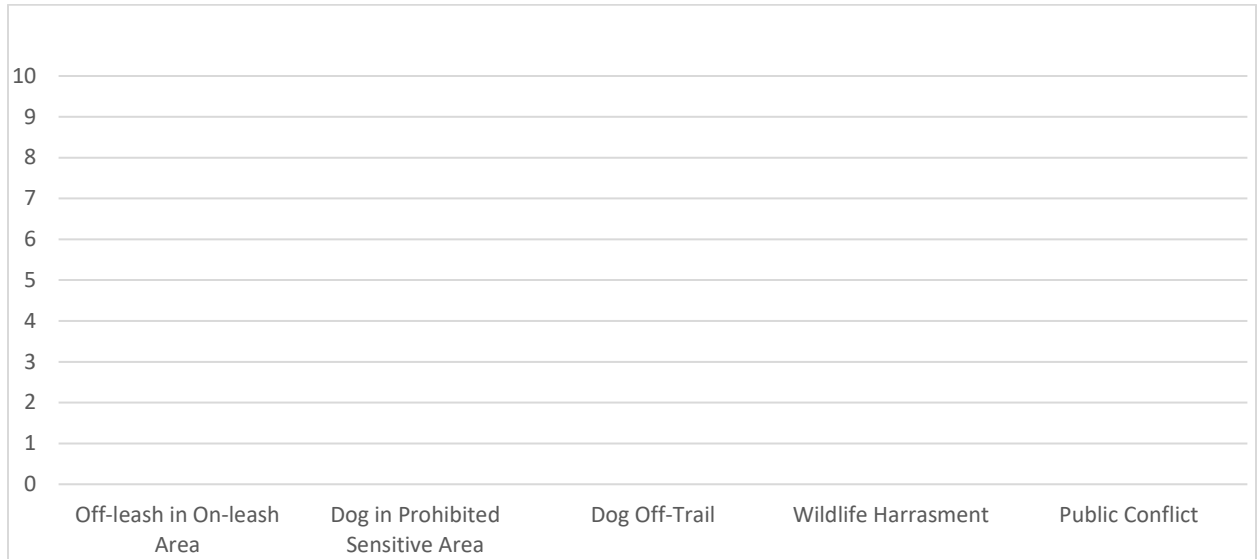 10
9
8
7
6
5
4
3
2
1
0
Off-leash in On-leash
Area
Dog in Prohibited
Sensitive Area
Dog Off-Trail
Wildlife Harrasment
Public Conflict